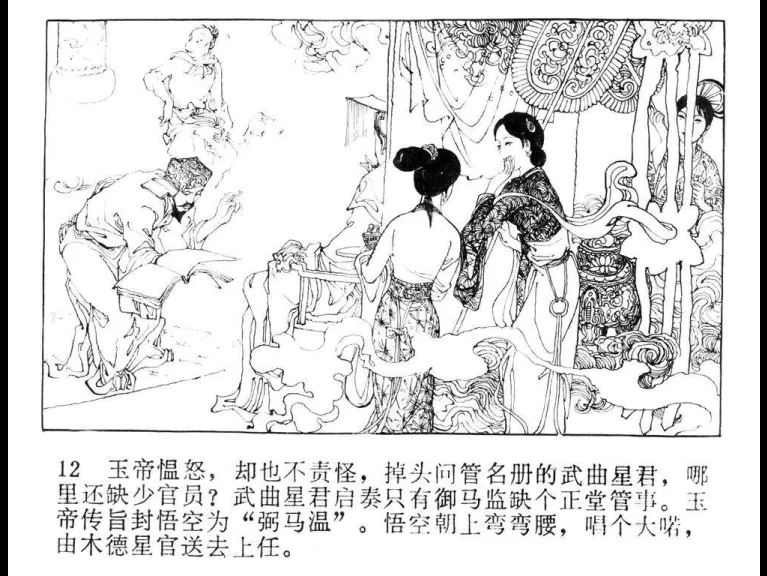 12 玉帝愠怒，却也不责怪，掉头问管名册的武曲星君，哪
里还缺少官员？武曲星君启奏只有御马监缺个正堂管事。玉
帝传旨封悟空为“弼马温”。悟空朝上弯弯腰，唱个大喏，
由木德星官送去上任。